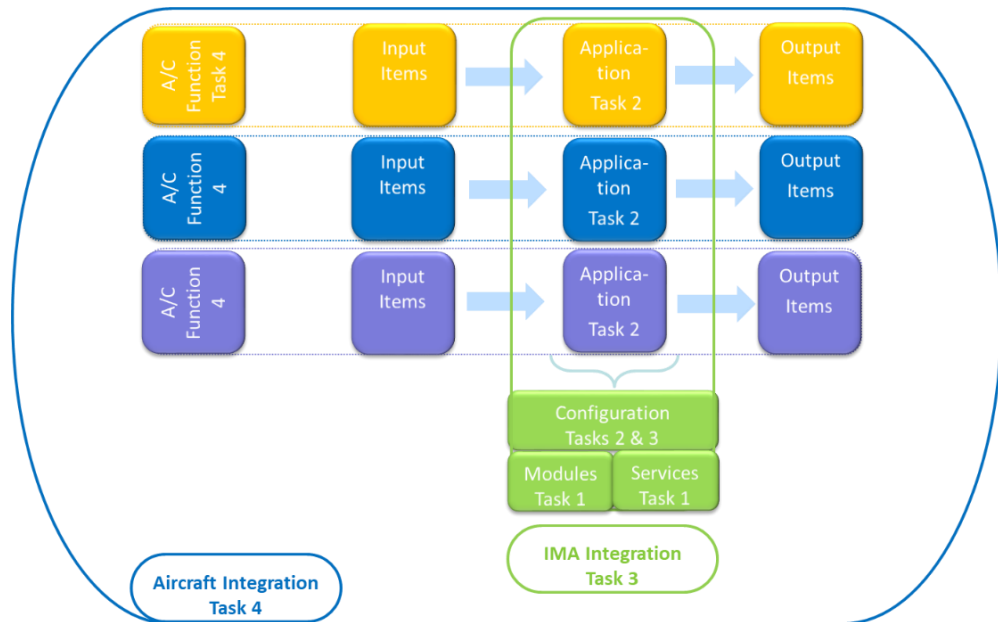 A/C
Function
Task 4
Input
Items
Applica-
tion
Task 2
Output
Items
A/C
Function
4
Input
Items
Applica-
tion
Task 2
Output
Items
A/C
Function
4
Input
Items
Applica-
tion
Task 2
Output
Items
Configuration
Tasks 2 & 3
Modules
Task 1
Services
Task 1
IMA Integration
Task 3
Aircraft Integration
Task 4